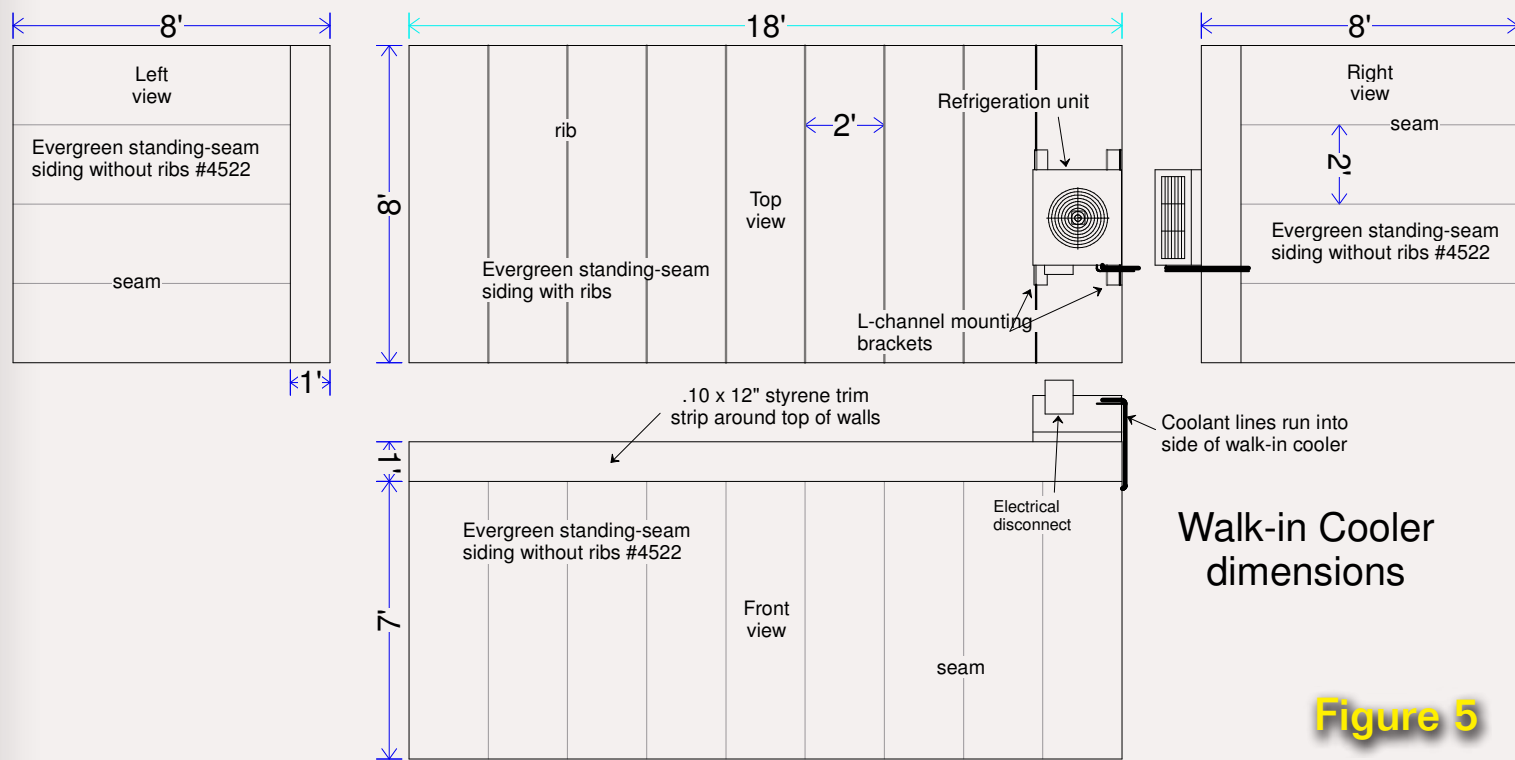 8'
18'
8'
Left
view
Evergreen standing-seam
siding without ribs #4522
seam
1'
8'
rib
Evergreen standing-seam
siding with ribs
Top
view
2'
Refrigeration unit
L-channel mounting
brackets
Right
view
seam
2'
Evergreen standing-seam
siding without ribs #4522
.10 x 12" styrene trim
strip around top of walls
Coolant lines run into
side of walk-in cooler
1'
7'
Evergreen standing-seam
siding without ribs #4522
Front
view
seam
Electrical
disconnect
Walk-in Cooler
dimensions
Figure 5